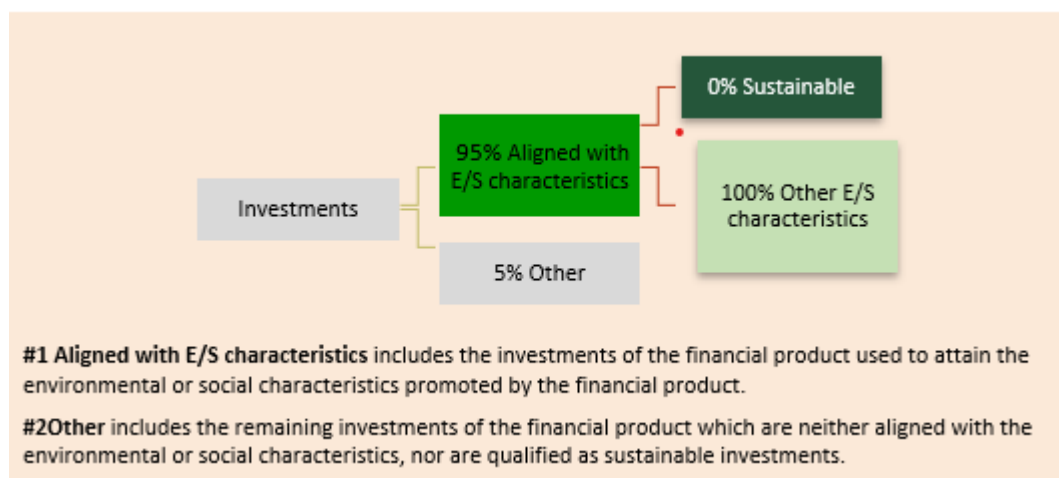 0% Sustainable
95% Aligned with
E/S characteristics
100% Other E/S
characteristics
Investments
5% Other
#1 Aligned with E/S characteristics includes the investments of the financial product used to attain the
environmental or social characteristics promoted by the financial product.
#2Other includes the remaining investments of the financial product which are neither aligned with the
environmental or social characteristics, nor are qualified as sustainable investments.